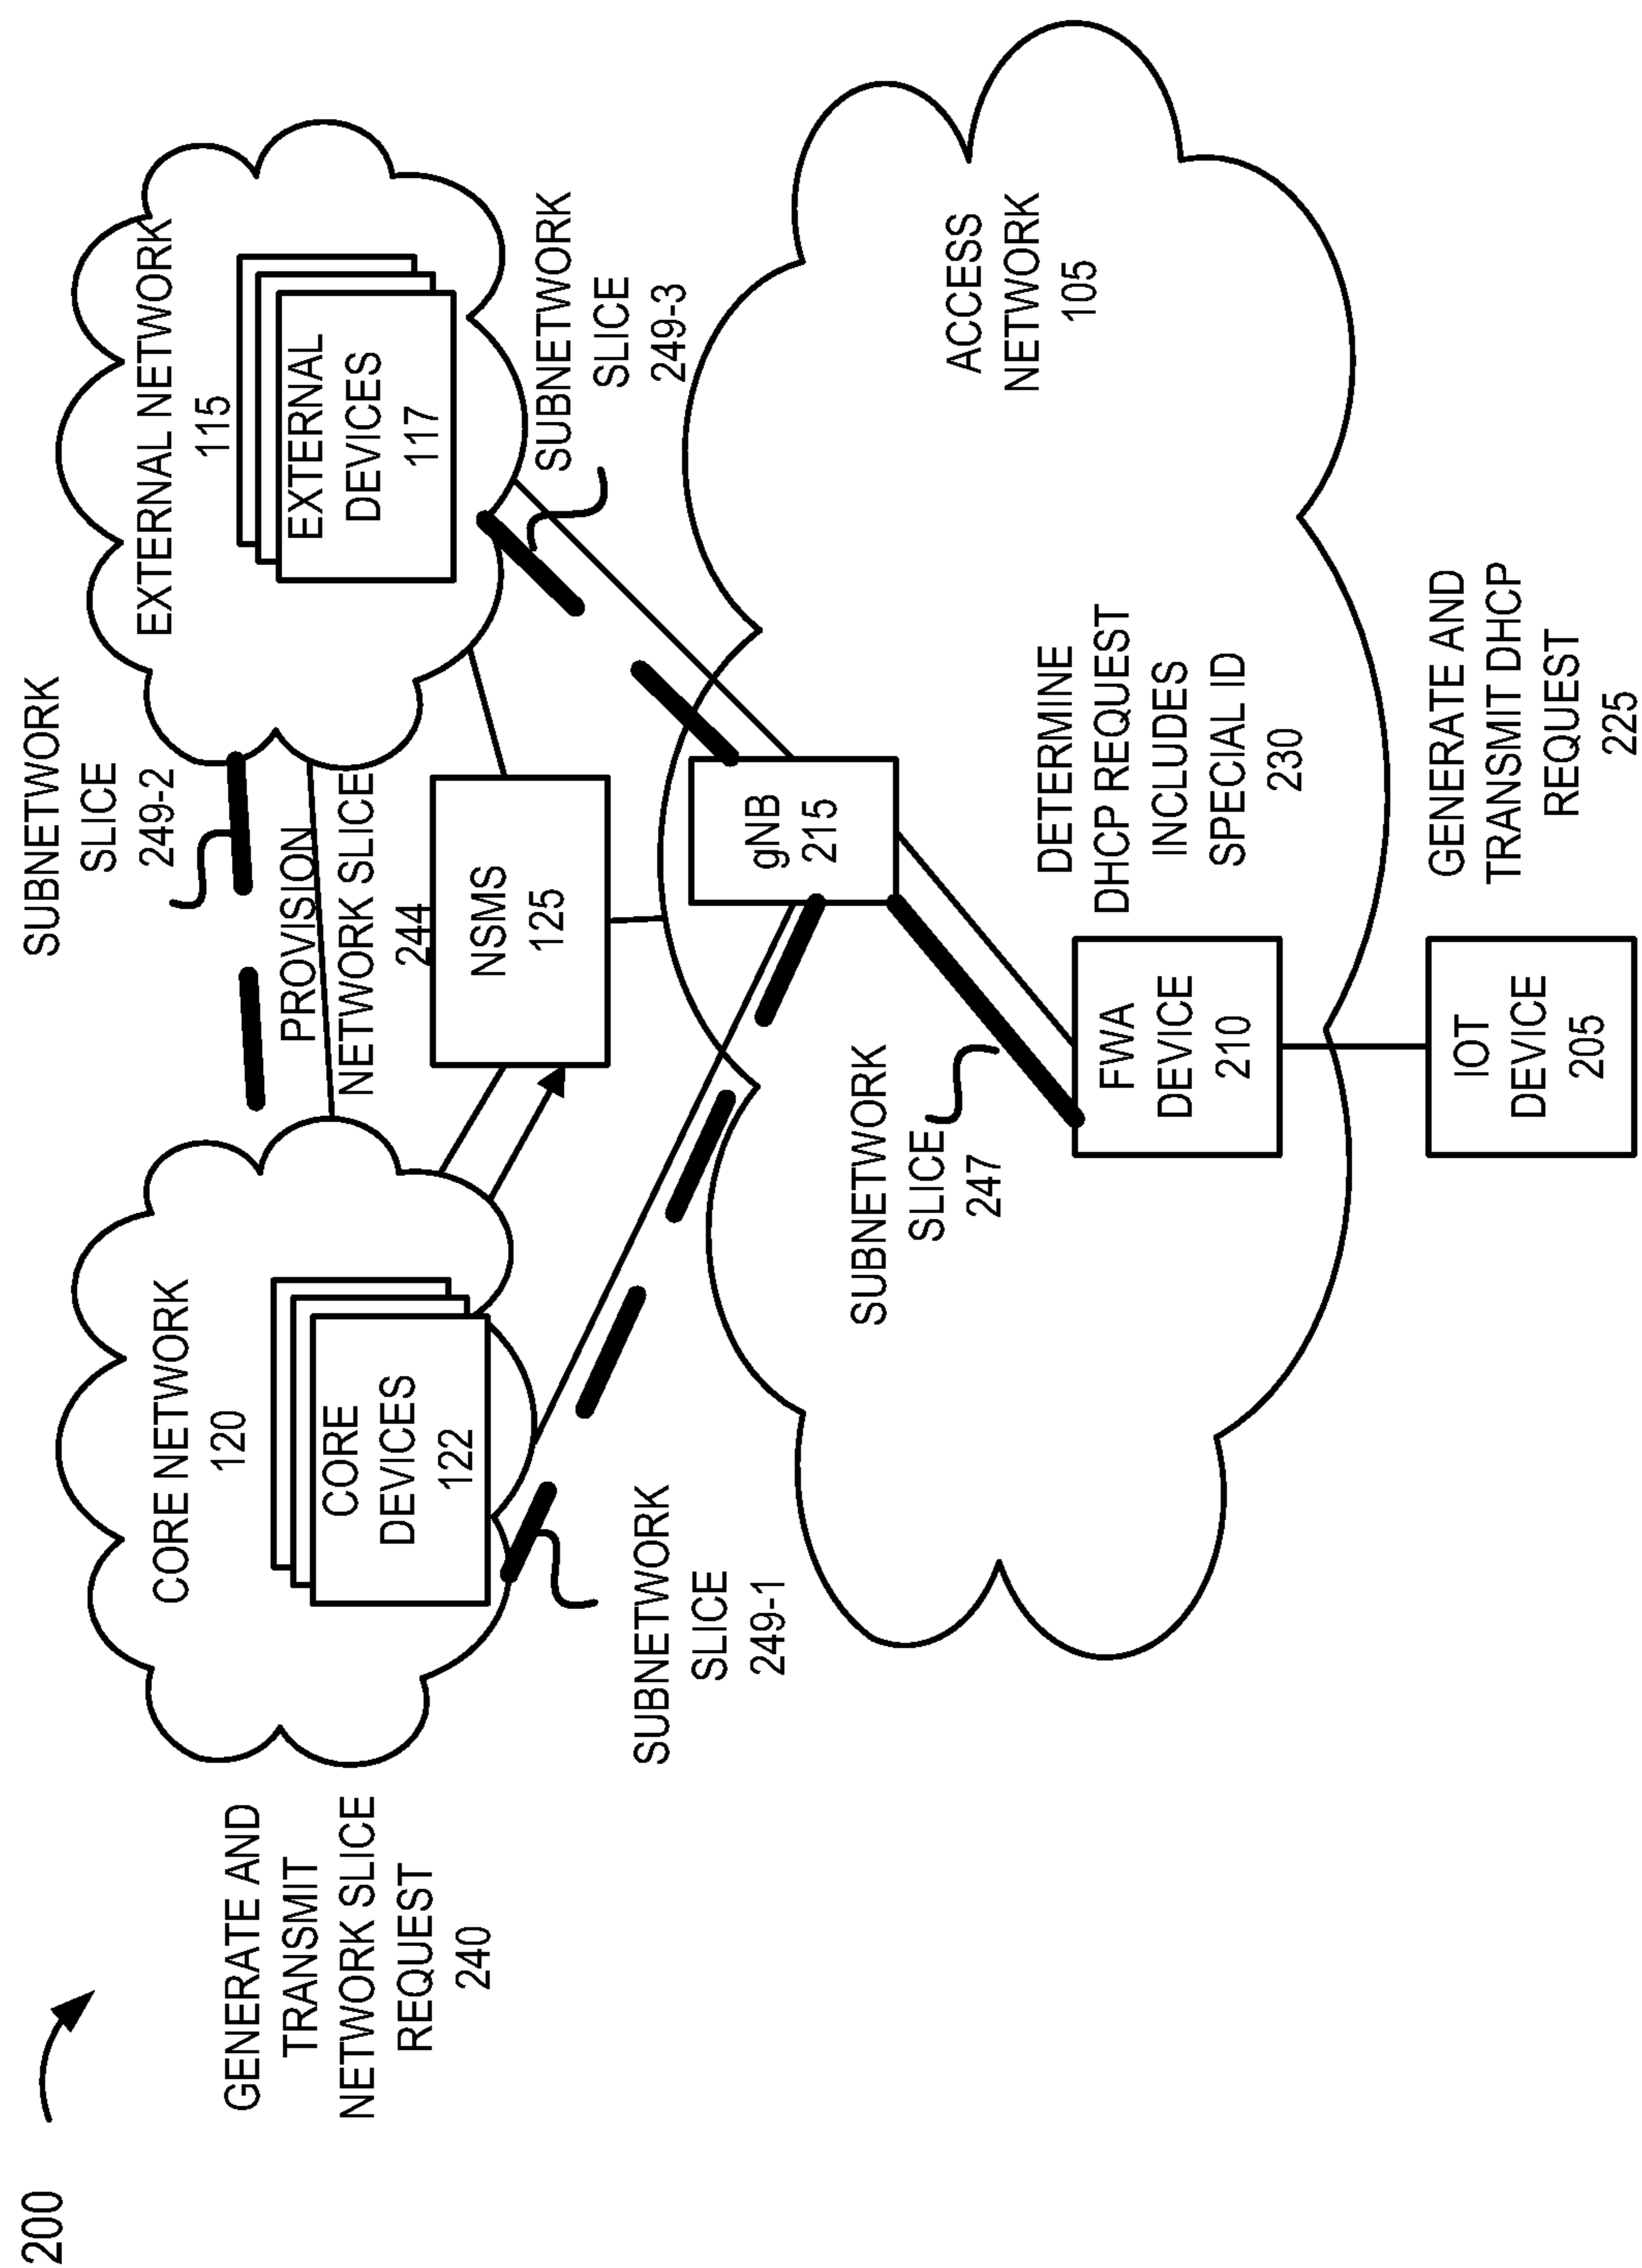 200
GENERATE AND
TRANSMIT
NETWORK SLICE
REQUEST
240
CORE NETWORK
120
CORE
DEVICES
122
SUBNETWORK
SLICE
249-2
PROVISION
NETWORK SLICE
244
NSMS
125
EXTERNAL NETWORK
115
EXTERNAL
DEVICES
117
SUBNETWORK
SLICE
249-3
SUBNETWORK
SLICE
249-1
gNB
215
ACCESS
NETWORK
105
SUBNETWORK
SLICE
247
FWA
DEVICE
210
DETERMINE
DHCP REQUEST
INCLUDES
SPECIAL ID
230
IOT
DEVICE
205
GENERATE AND
TRANSMIT DHCP
REQUEST
225